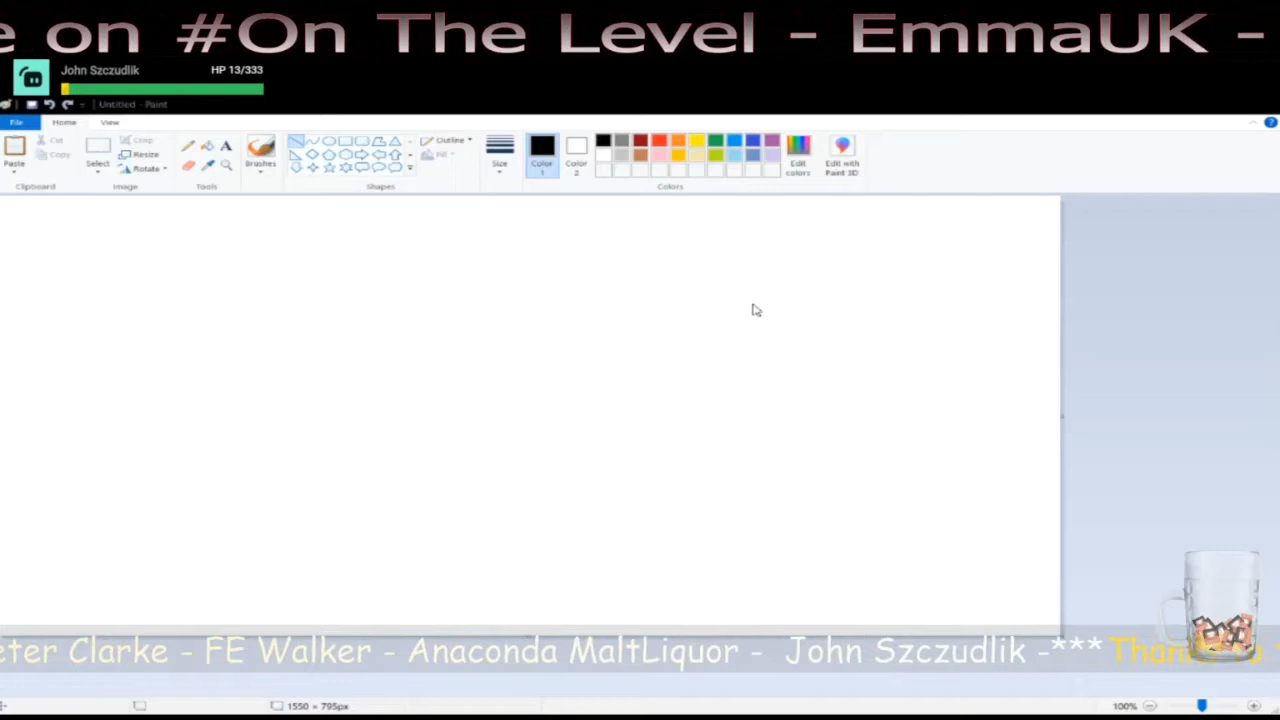 e on #On The Level - EmmaUK -
John Szczudlik HP 13/333
Untitled - Paint
File Home View
Paste
Cut
Copy
Clipboard
Select
Crop
Resize
Rotate
Image
Tools
Brushes
Shapes
Outline
Fill
Size
Color 1
Color 2
Edit colors
Edit with Paint 3D
Colors
eter Clarke - FE Walker - Anaconda MaltLiquor - John Szczudlik -***
1550 × 795px
100%